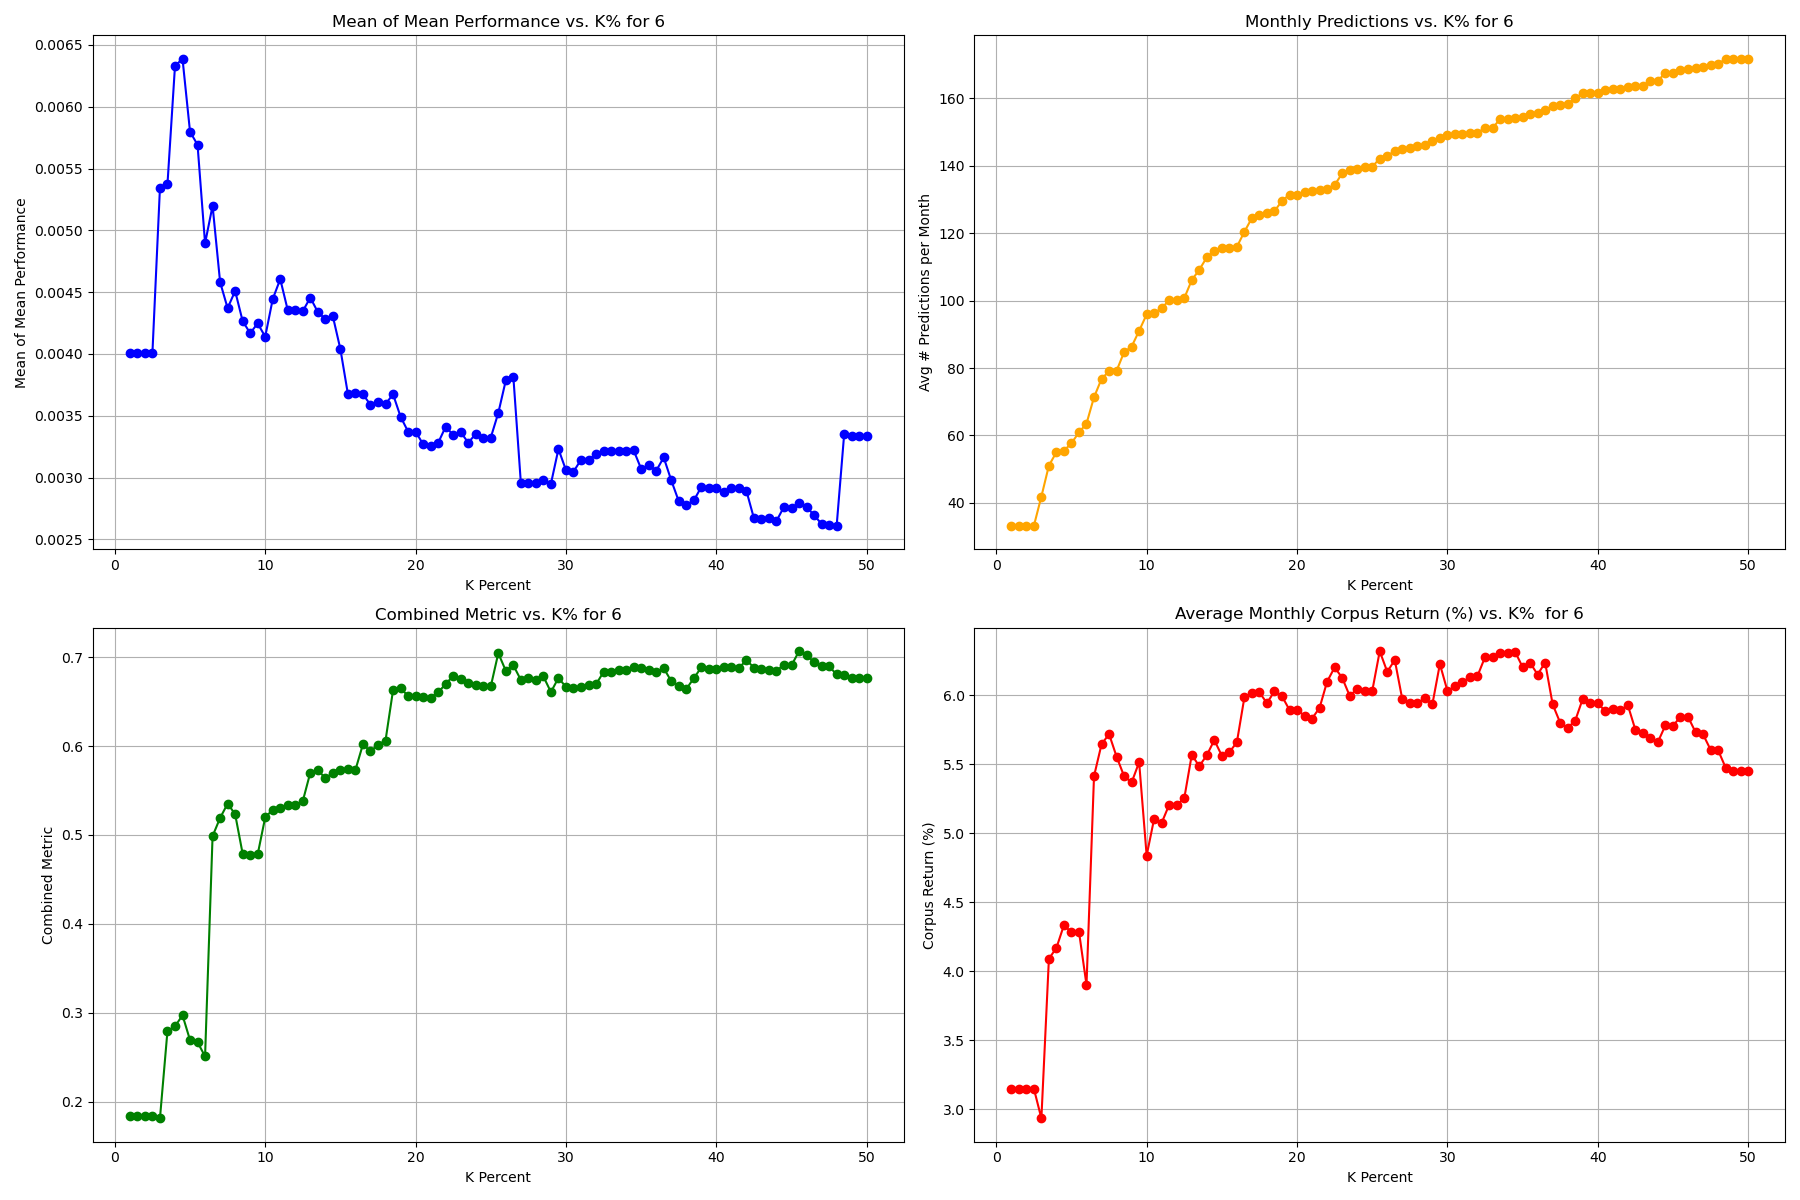 Mean of Mean Performance vs. K% for 6
Mean of Mean Performance
0.0065
0.0060
0.0055
0.0050
0.0045
0.0040
0.0035
0.0030
0.0025
0 10 20 30 40 50
K Percent
Monthly Predictions vs. K% for 6
Avg # Predictions per Month
160
140
120
100
80
60
40
0 10 20 30 40 50
K Percent
Combined Metric vs. K% for 6
Combined Metric
0.7
0.6
0.5
0.4
0.3
0.2
0 10 20 30 40 50
K Percent
Average Monthly Corpus Return (%) vs. K%  for 6
Corpus Return (%)
6.0
5.5
5.0
4.5
4.0
3.5
3.0
0 10 20 30 40 50
K Percent